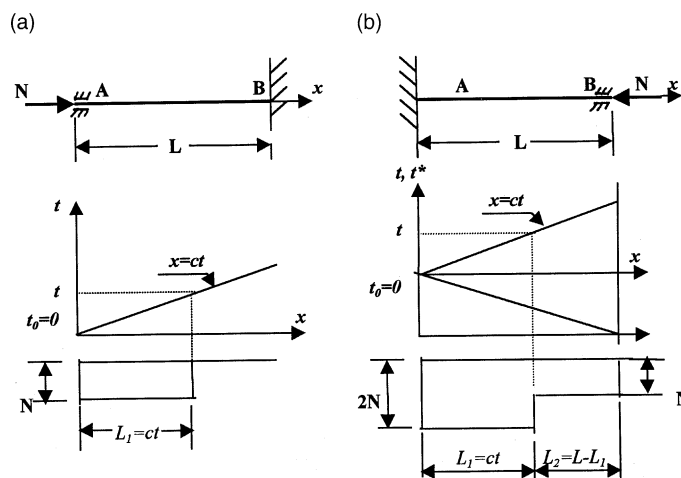 (a)
N
A
B
x
L
t
x=ct
t
t₀=0
x
N
L₁=ct
(b)
A
B
N
x
L
t, t*
x=ct
t
x
t₀=0
2N
N
L₁=ct
L₂=L-L₁